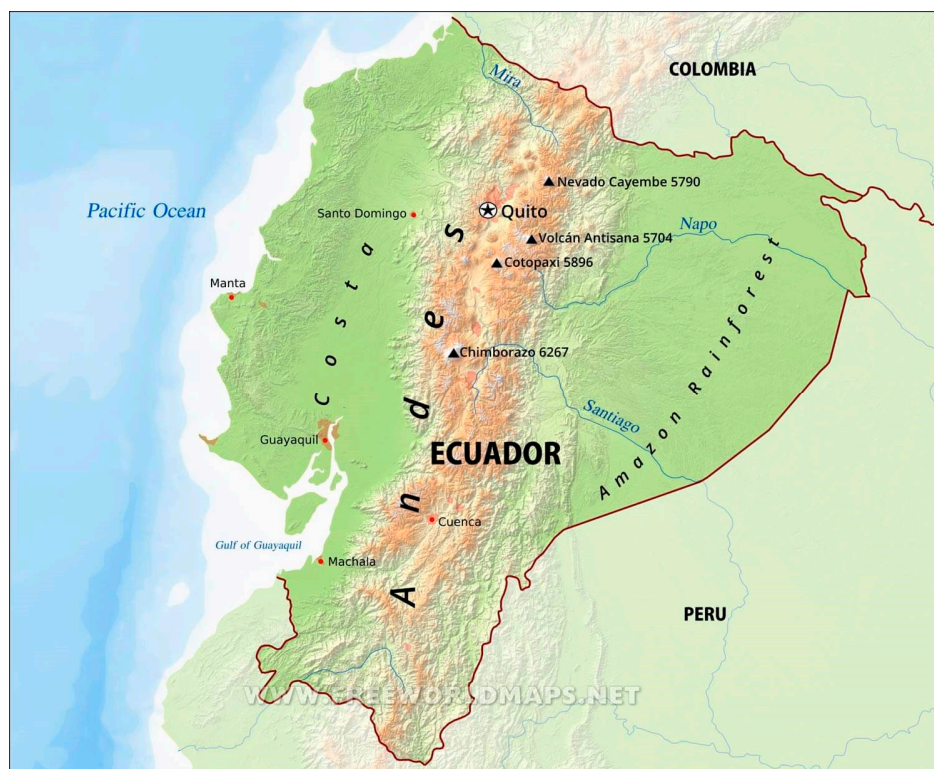 COLOMBIA
Mira
Nevado Cayembe 5790
Pacific Ocean
Santo Domingo
Quito
Napo
Volcán Antisana 5704
Cotopaxi 5896
Manta
Costa
Amazon Rainforest
Chimborazo 6267
Santiago
Guayaquil
ECUADOR
Andes
Cuenca
Gulf of Guayaquil
Machala
PERU
WWW.FREEWORLDMAPS.NET